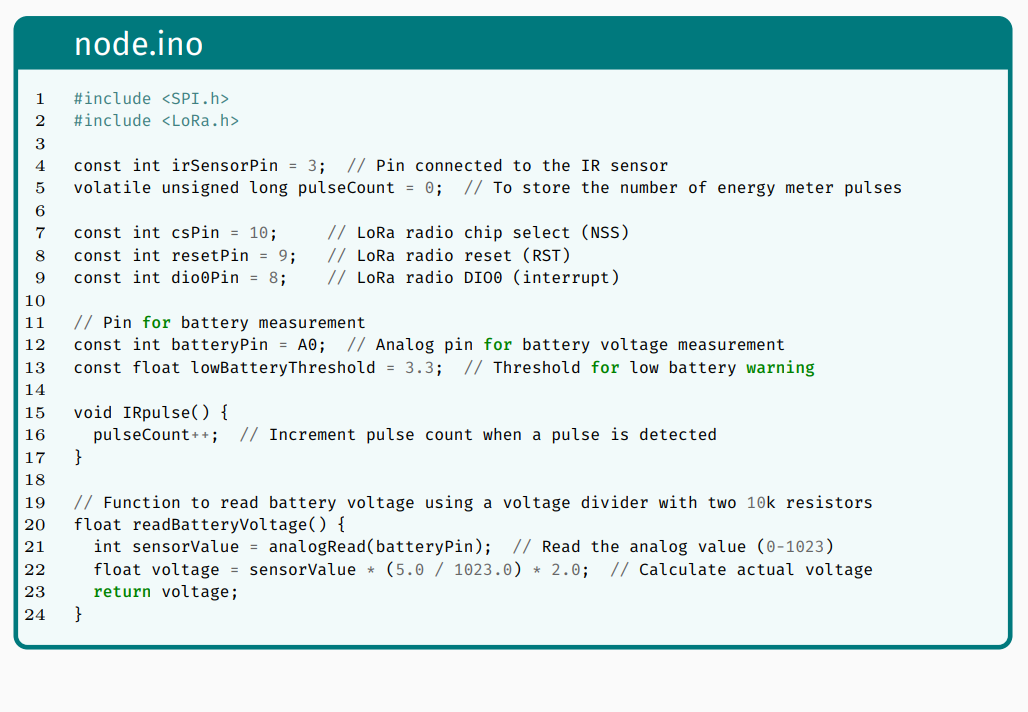 node.ino
1 #include <SPI.h>
2 #include <LoRa.h>
3
4 const int irSensorPin = 3;  // Pin connected to the IR sensor
5 volatile unsigned long pulseCount = 0;  // To store the number of energy meter pulses
6
7 const int csPin = 10;     // LoRa radio chip select (NSS)
8 const int resetPin = 9;   // LoRa radio reset (RST)
9 const int dio0Pin = 8;    // LoRa radio DIO0 (interrupt)
10
11 // Pin for battery measurement
12 const int batteryPin = A0;  // Analog pin for battery voltage measurement
13 const float lowBatteryThreshold = 3.3;  // Threshold for low battery warning
14
15 void IRpulse() {
16   pulseCount++;  // Increment pulse count when a pulse is detected
17 }
18
19 // Function to read battery voltage using a voltage divider with two 10k resistors
20 float readBatteryVoltage() {
21   int sensorValue = analogRead(batteryPin);  // Read the analog value (0-1023)
22   float voltage = sensorValue * (5.0 / 1023.0) * 2.0;  // Calculate actual voltage
23   return voltage;
24 }